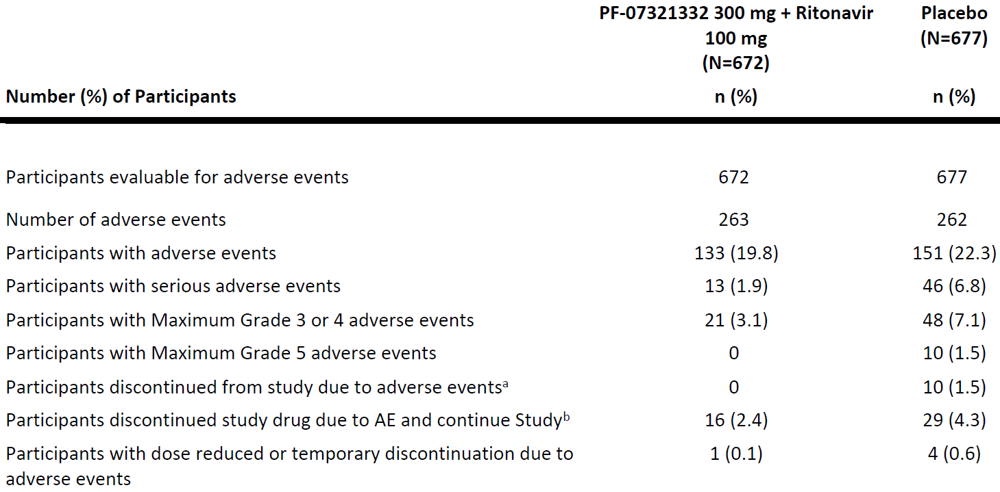 PF-07321332 300 mg + Ritonavir 100 mg (N=672) Placebo (N=677)
Number (%) of Participants n (%) n (%)
Participants evaluable for adverse events 672 677
Number of adverse events 263 262
Participants with adverse events 133 (19.8) 151 (22.3)
Participants with serious adverse events 13 (1.9) 46 (6.8)
Participants with Maximum Grade 3 or 4 adverse events 21 (3.1) 48 (7.1)
Participants with Maximum Grade 5 adverse events 0 10 (1.5)
Participants discontinued from study due to adverse eventsᵃ 0 10 (1.5)
Participants discontinued study drug due to AE and continue Studyᵇ 16 (2.4) 29 (4.3)
Participants with dose reduced or temporary discontinuation due to 1 (0.1) 4 (0.6)
adverse events